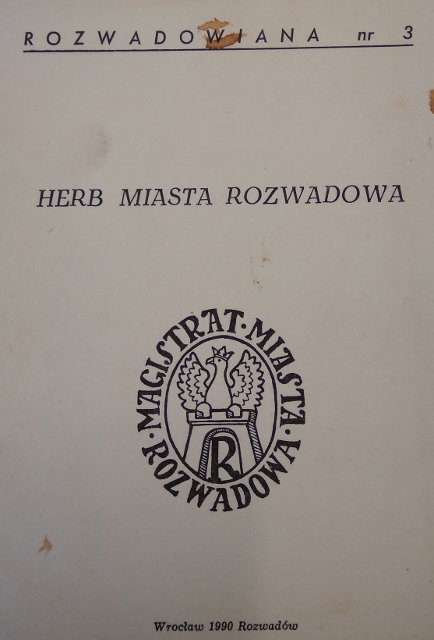 ROZWADOWIANA nr 3
HERB MIASTA ROZWADOWA
MAGISTRAT·MIASTA·
ROZWADOWA·
R
Wrocław 1990 Rozwadów